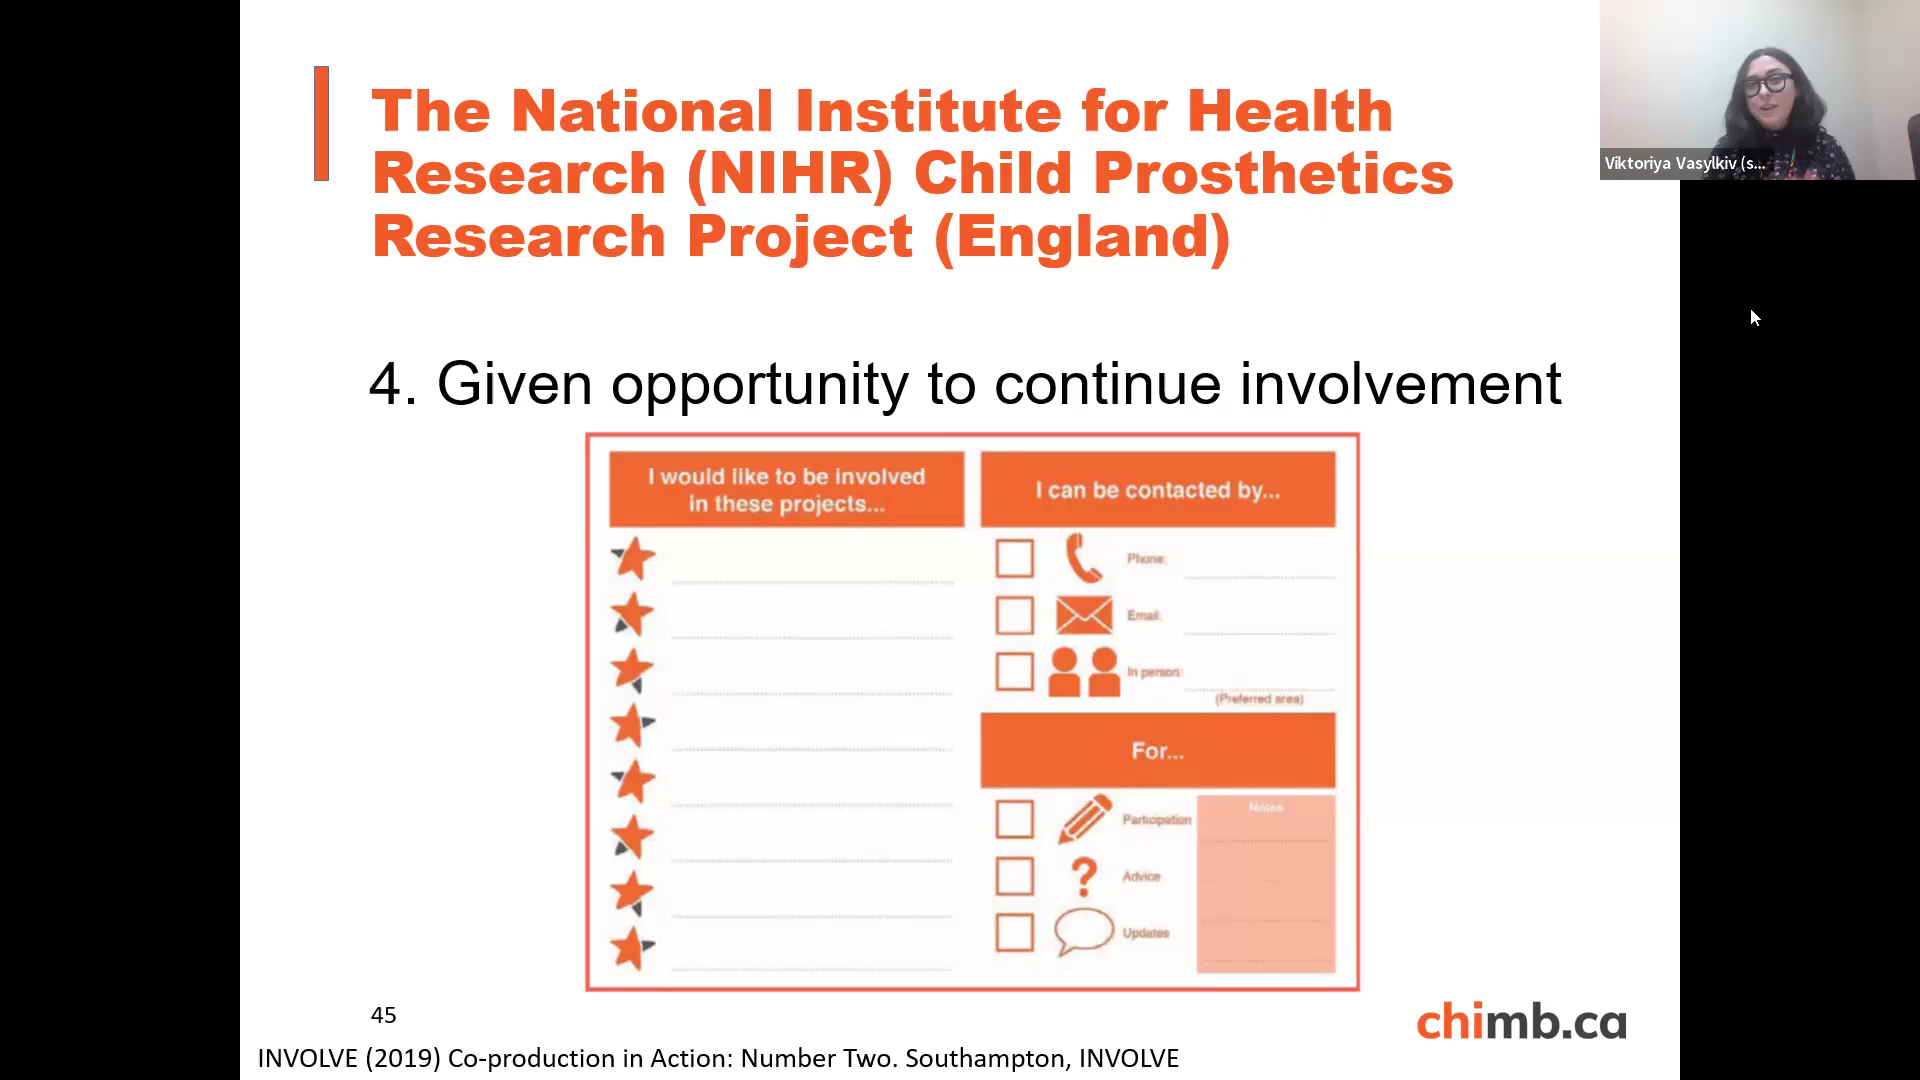 The National Institute for Health
Research (NIHR) Child Prosthetics
Research Project (England)
Viktoriya Vasylkiv (s...
4. Given opportunity to continue involvement
I would like to be involved
in these projects...
I can be contacted by...
Phone:
Email:
In person:
(Preferred area)
For...
Participation
Notes
Advice
Updates
45
chimb.ca
INVOLVE (2019) Co-production in Action: Number Two. Southampton, INVOLVE